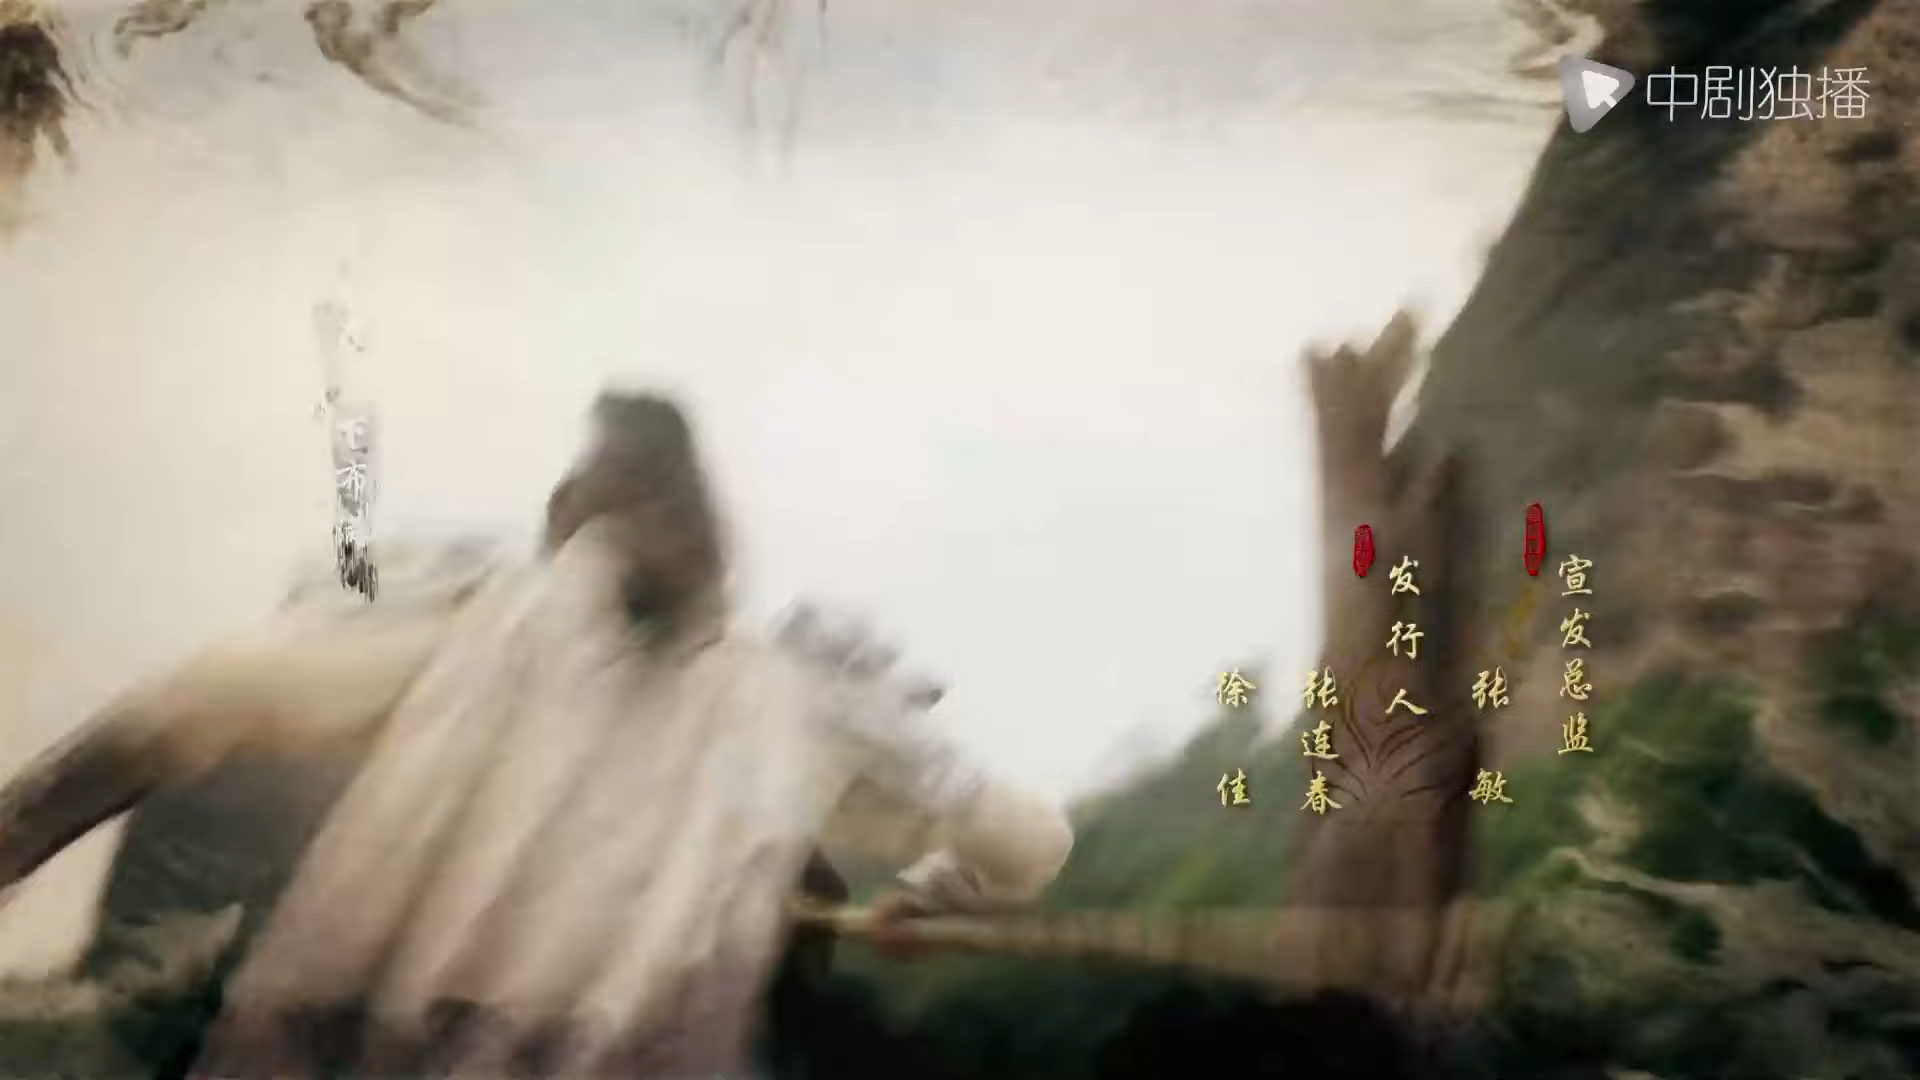 中剧独播
宣发总监
张敏
发行人
张连春
徐佳